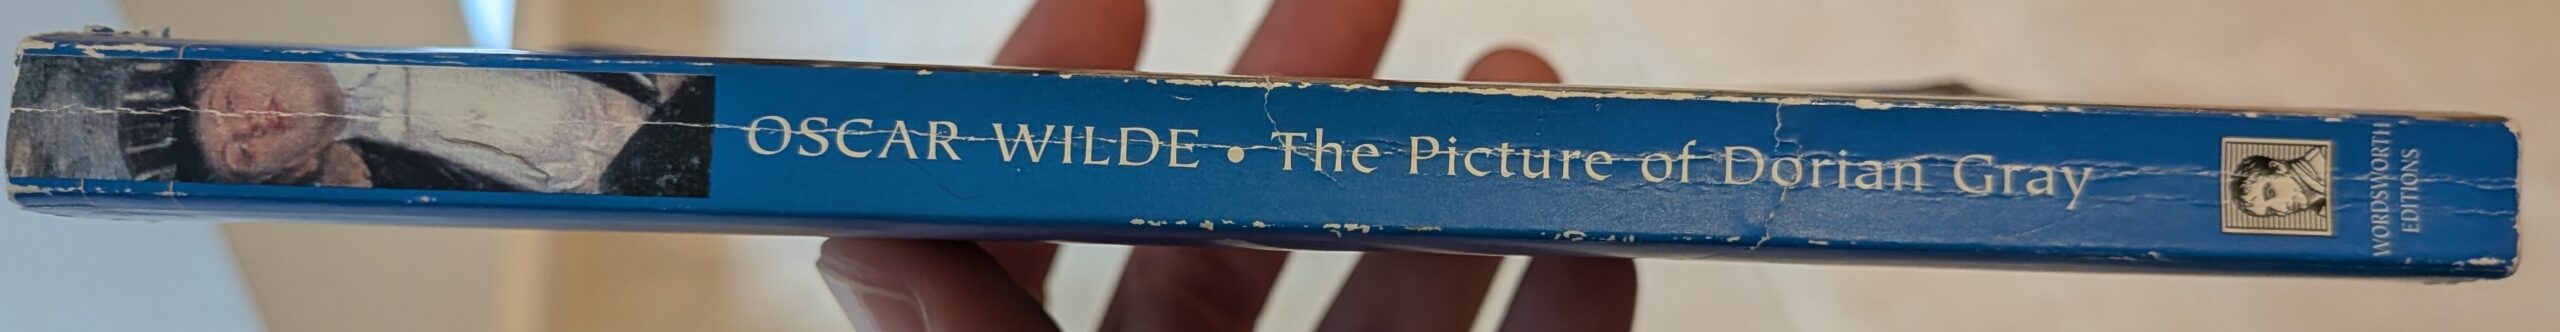 OSCAR WILDE • The Picture of Dorian Gray
WORDSWORTH
EDITIONS